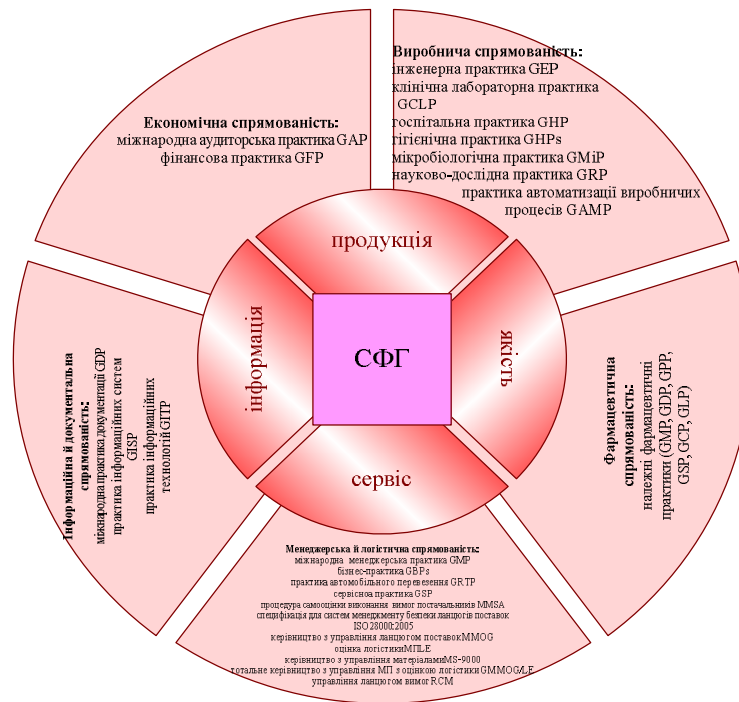 Економічна спрямованість:
міжнародна аудиторська практика GAP
фінансова практика GFP
Виробнича спрямованість:
інженерна практика GEP
клінічна лабораторна практика
GCLP
госпітальна практика GHP
гігієнічна практика GHPs
мікробіологічна практика GMiP
науково-дослідна практика GRP
практика автоматизації виробничих
процесів GAMP
продукція
інформація
СФГ
якість
сервіс
Інформаційна й документальна
спрямованість:
міжнародна практика документації GDP
практика інформаційних систем
GISP
практика інформаційних
технологій GITP
Фармацевтична
спрямованість:
належні фармацевтичні
практики (GMP, GDP, GPP,
GSP, GCP, GLP)
Менеджерська й логістична спрямованість:
міжнародна менеджерська практика GMP
бізнес-практика GBPs
практика автомобільного перевезення GRTP
сервісноа практика GSP
процедура самооцінки виконання вимог постачальників MMSA
специфікація для систем менеджменту безпеки ланцюгів поставок
ISO 28000:2005
керівництво з управління ланцюгом поставок MMOG
оцінка логістики МПLE
керівництво з управління матеріалами MS-9000
тотальне керівництво з управління МП з оцінкою логістики GMMOG/LE
управління ланцюгом вимог RCM